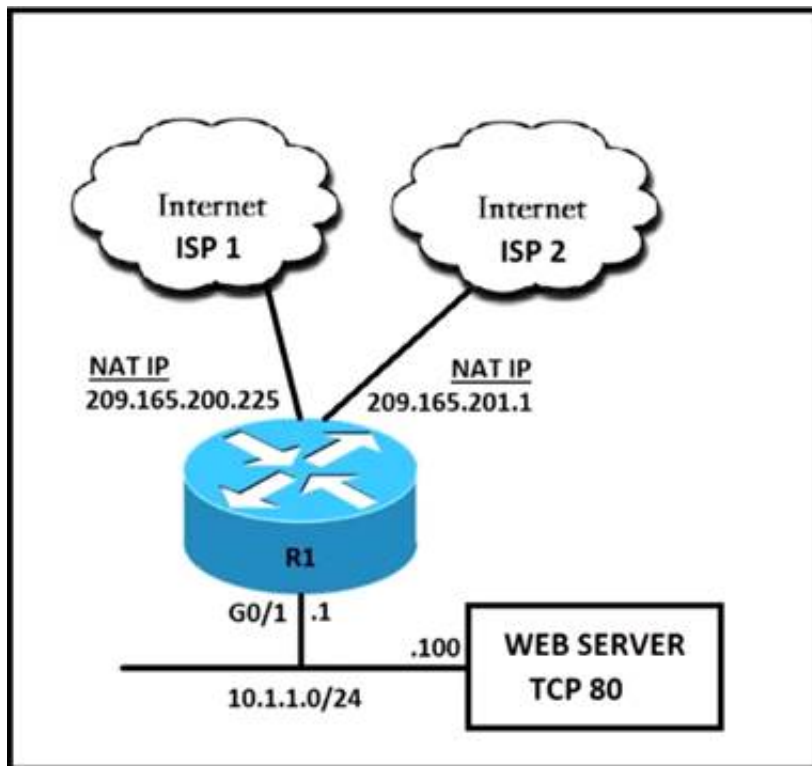 Internet
ISP 1
Internet
ISP 2
NAT IP
209.165.200.225
NAT IP
209.165.201.1
R1
G0/1
.1
.100
WEB SERVER
TCP 80
10.1.1.0/24